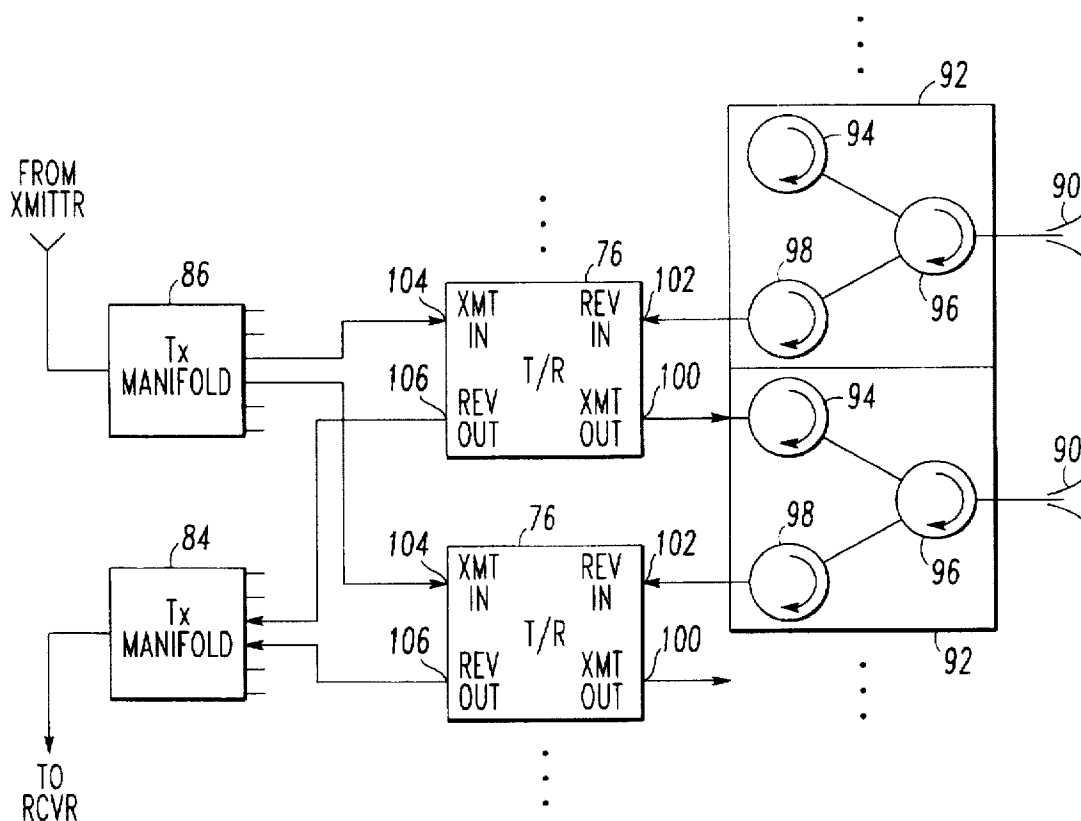 92
94
FROM
XMITTR
90
86
76
98
104
XMT
IN
REV
IN
102
96
Tx
MANIFOLD
T/R
106
REV
OUT
XMT
OUT
100
94
90
84
76
98
104
XMT
IN
REV
IN
102
96
Tx
MANIFOLD
T/R
106
REV
OUT
XMT
OUT
100
92
TO
RCVR